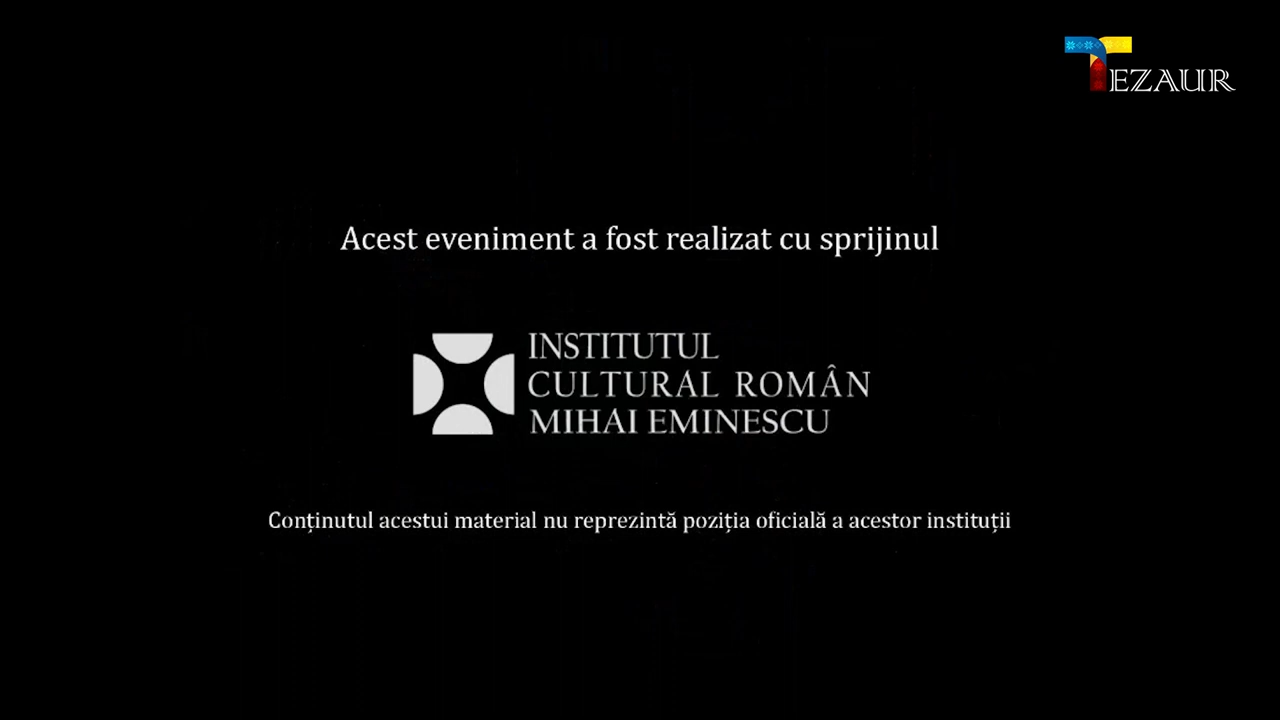 TEZAUR
Acest eveniment a fost realizat cu sprijinul
INSTITUTUL
CULTURAL ROMÂN
MIHAI EMINESCU
Conținutul acestui material nu reprezintă poziția oficială a acestor instituții